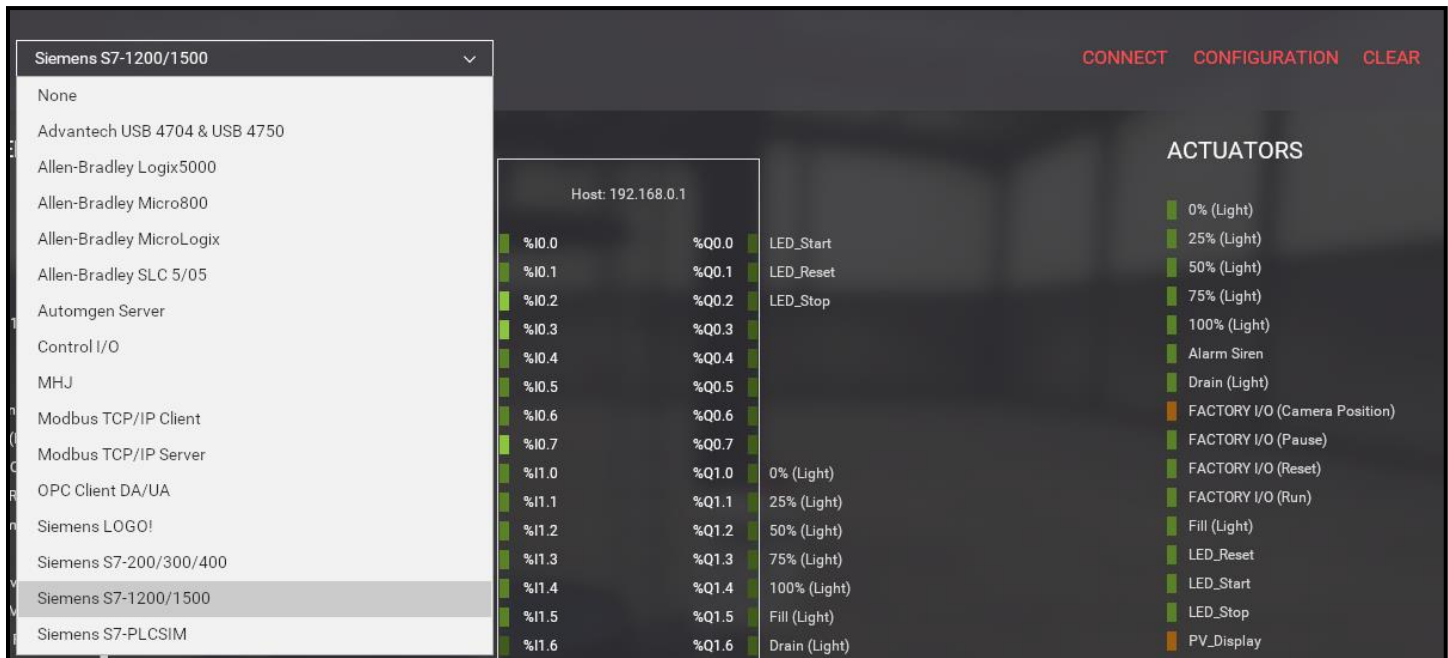 Siemens S7-1200/1500
CONNECT CONFIGURATION CLEAR
None
Advantech USB 4704 & USB 4750
Allen-Bradley Logix5000
Allen-Bradley Micro800
Allen-Bradley MicroLogix
Allen-Bradley SLC 5/05
Automgen Server
Control I/O
MHJ
Modbus TCP/IP Client
Modbus TCP/IP Server
OPC Client DA/UA
Siemens LOGO!
Siemens S7-200/300/400
Siemens S7-1200/1500
Siemens S7-PLCSIM
Host: 192.168.0.1
%I0.0 %Q0.0 LED_Start
%I0.1 %Q0.1 LED_Reset
%I0.2 %Q0.2 LED_Stop
%I0.3 %Q0.3
%I0.4 %Q0.4
%I0.5 %Q0.5
%I0.6 %Q0.6
%I0.7 %Q0.7
%I1.0 %Q1.0 0% (Light)
%I1.1 %Q1.1 25% (Light)
%I1.2 %Q1.2 50% (Light)
%I1.3 %Q1.3 75% (Light)
%I1.4 %Q1.4 100% (Light)
%I1.5 %Q1.5 Fill (Light)
%I1.6 %Q1.6 Drain (Light)
ACTUATORS
0% (Light)
25% (Light)
50% (Light)
75% (Light)
100% (Light)
Alarm Siren
Drain (Light)
FACTORY I/O (Camera Position)
FACTORY I/O (Pause)
FACTORY I/O (Reset)
FACTORY I/O (Run)
Fill (Light)
LED_Reset
LED_Start
LED_Stop
PV_Display